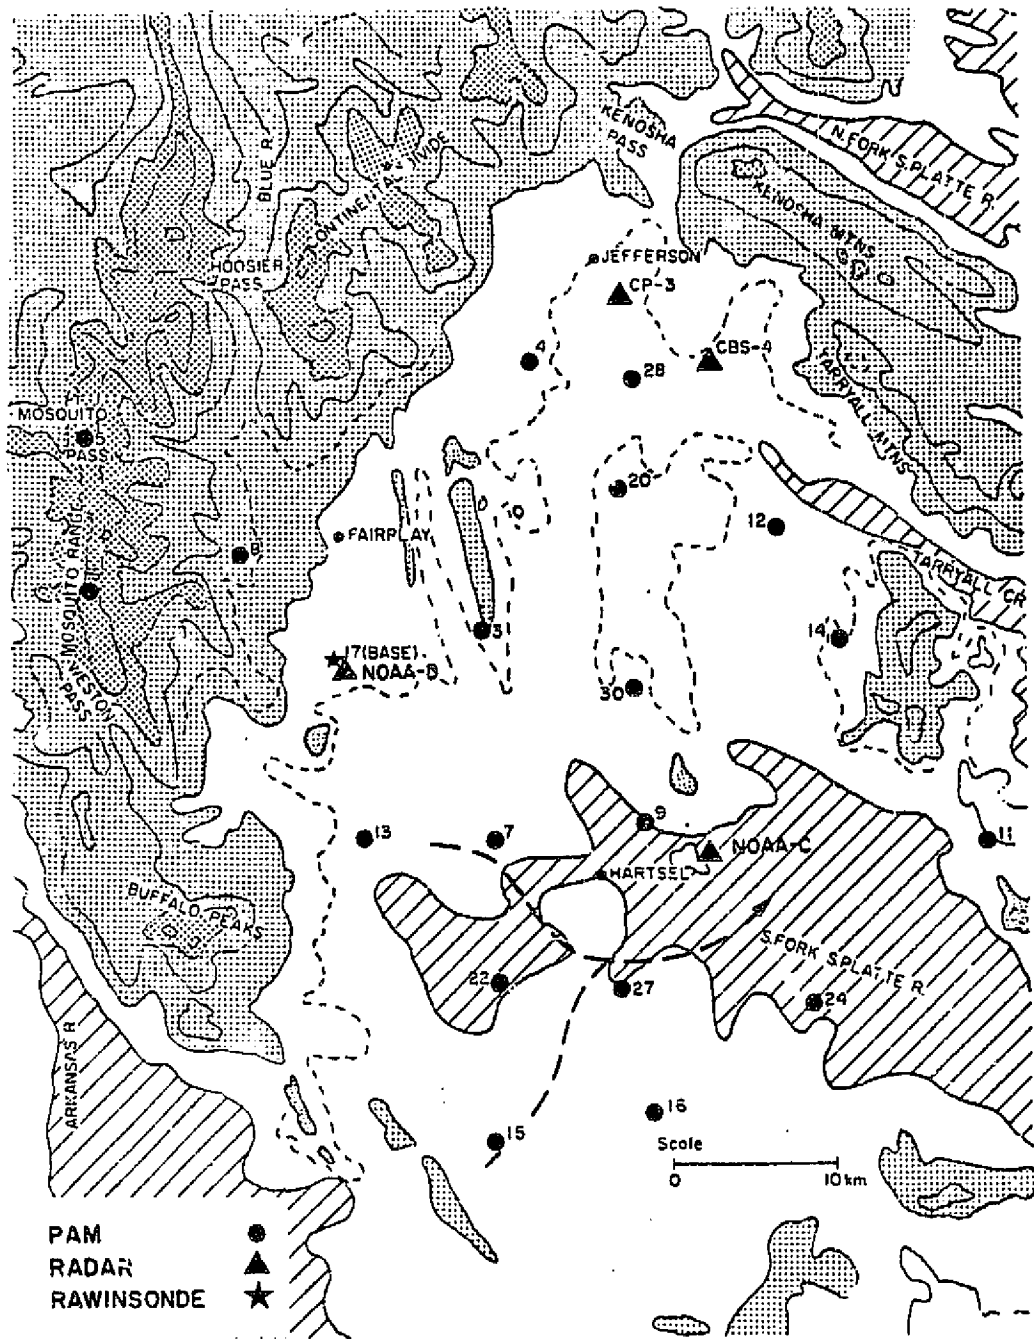 KENOSHA
PASS
N. FORK S. PLATTE R.
BLUE R.
CONTINENTAL DIVIDE
KENOSHA MTNS
HOOSIER
PASS
JEFFERSON
CP-3
CBS-4
4
28
TARRYALL MTNS
MOSQUITO
PASS
5
20
12
FAIRPLAY
8
MOSQUITO RANGE
TARRYALL CR
3
14
17(BASE)
NOAA-D
WESTON
PASS
30
13
7
9
NOAA-C
11
HARTSEL
BUFFALO PEAKS
S. FORK S. PLATTE R.
22
27
24
ARKANSAS R
16
15
Scale
0 10 km
PAM
RADAR
RAWINSONDE